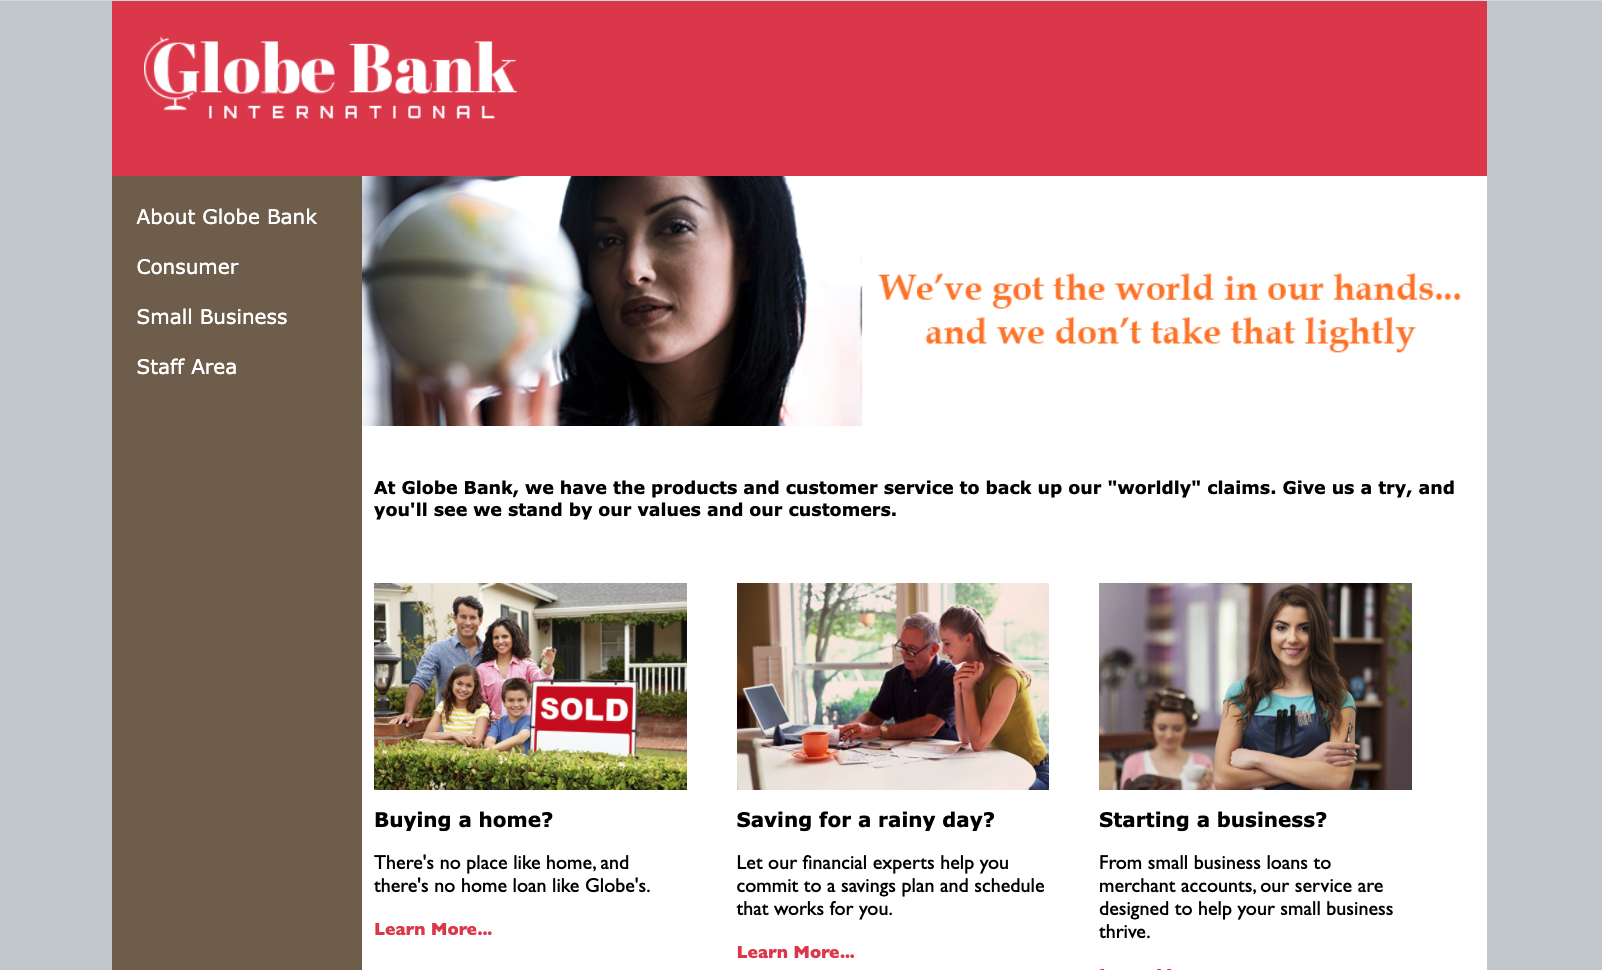 Globe Bank
INTERNATIONAL
About Globe Bank
Consumer
Small Business
Staff Area
We've got the world in our hands...
and we don't take that lightly
At Globe Bank, we have the products and customer service to back up our "worldly" claims. Give us a try, and
you'll see we stand by our values and our customers.
SOLD
Buying a home?
There's no place like home, and
there's no home loan like Globe's.
Learn More...
Saving for a rainy day?
Let our financial experts help you
commit to a savings plan and schedule
that works for you.
Learn More...
Starting a business?
From small business loans to
merchant accounts, our service are
designed to help your small business
thrive.